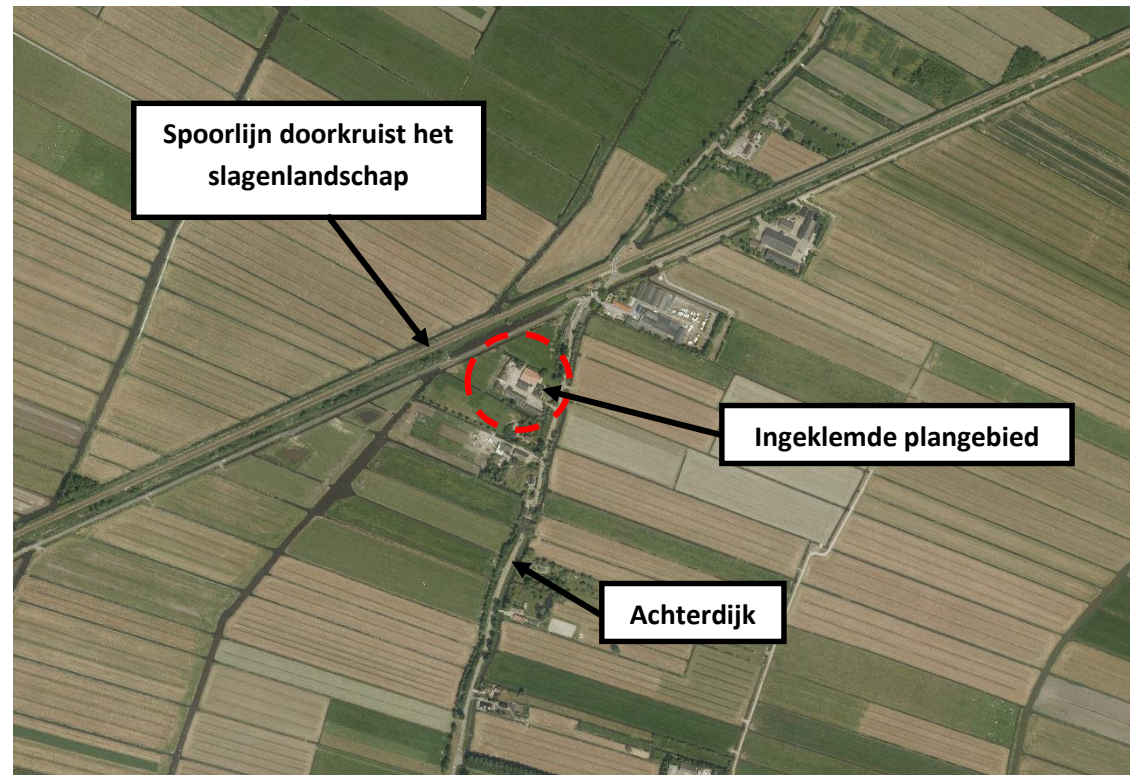 Spoorlijn doorkruist het
slagenlandschap
Ingeklemde plangebied
Achterdijk